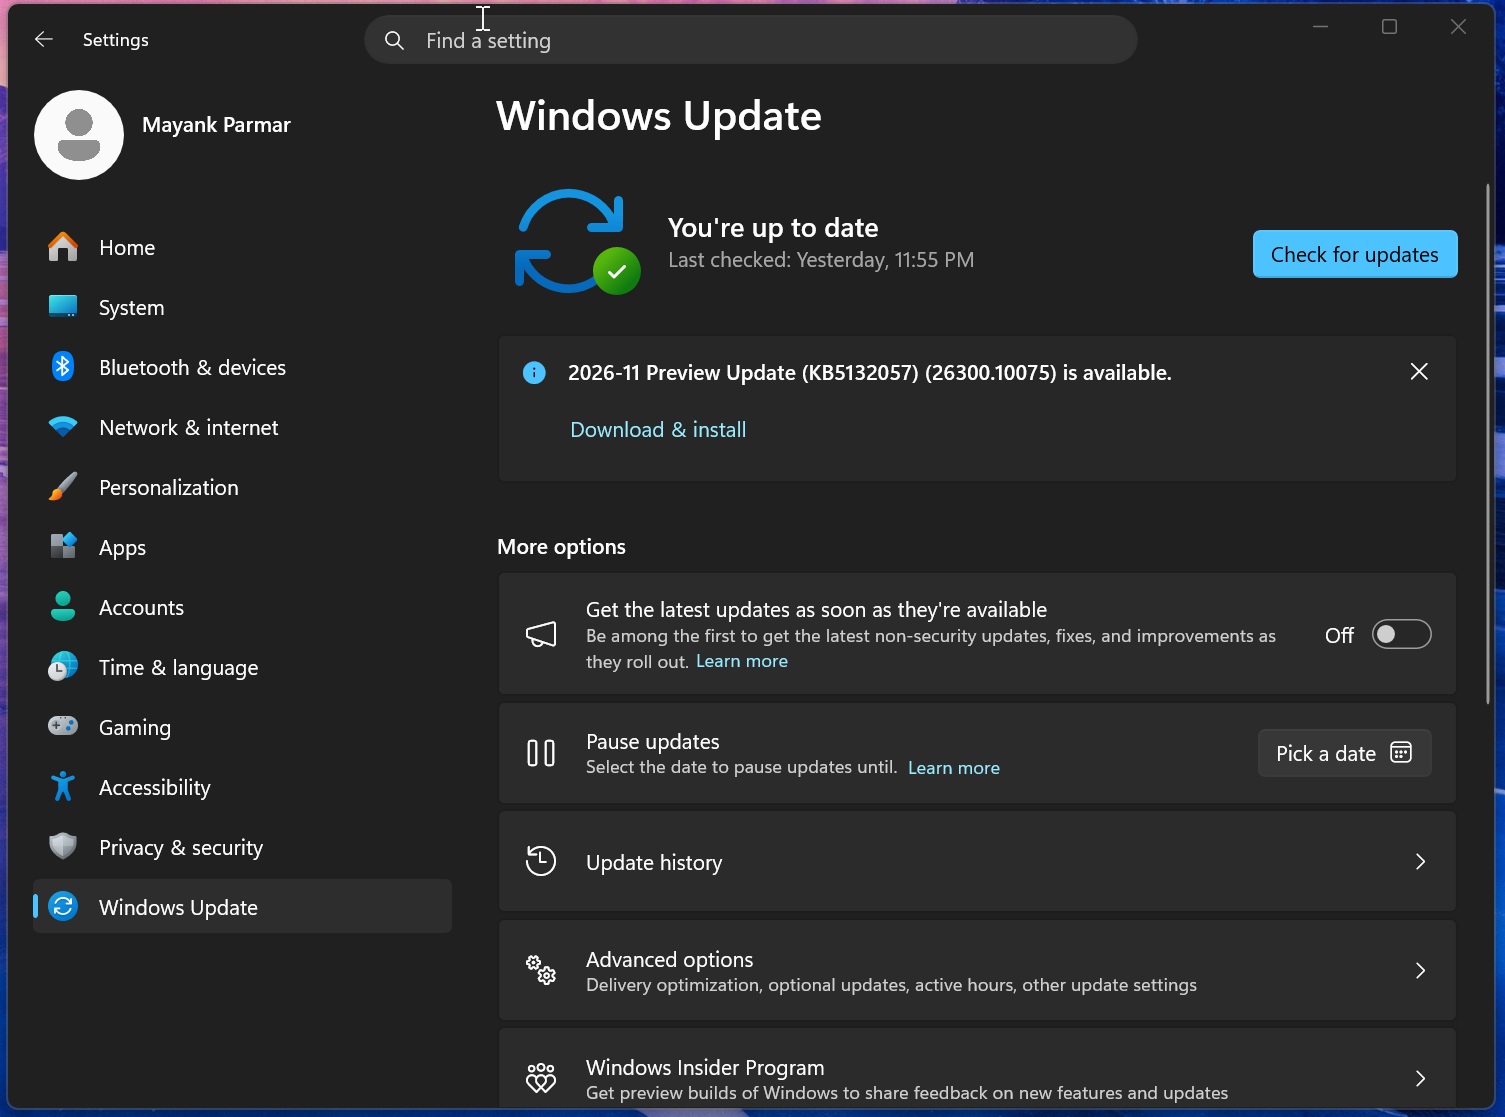 Settings
Find a setting
Mayank Parmar
Home
System
Bluetooth & devices
Network & internet
Personalization
Apps
Accounts
Time & language
Gaming
Accessibility
Privacy & security
Windows Update
Windows Update
You're up to date
Last checked: Yesterday, 11:55 PM
Check for updates
2026-11 Preview Update (KB5132057) (26300.10075) is available.
Download & install
More options
Get the latest updates as soon as they're available
Be among the first to get the latest non-security updates, fixes, and improvements as
they roll out. Learn more
Off
Pause updates
Select the date to pause updates until. Learn more
Pick a date
Update history
Advanced options
Delivery optimization, optional updates, active hours, other update settings
Windows Insider Program
Get preview builds of Windows to share feedback on new features and updates